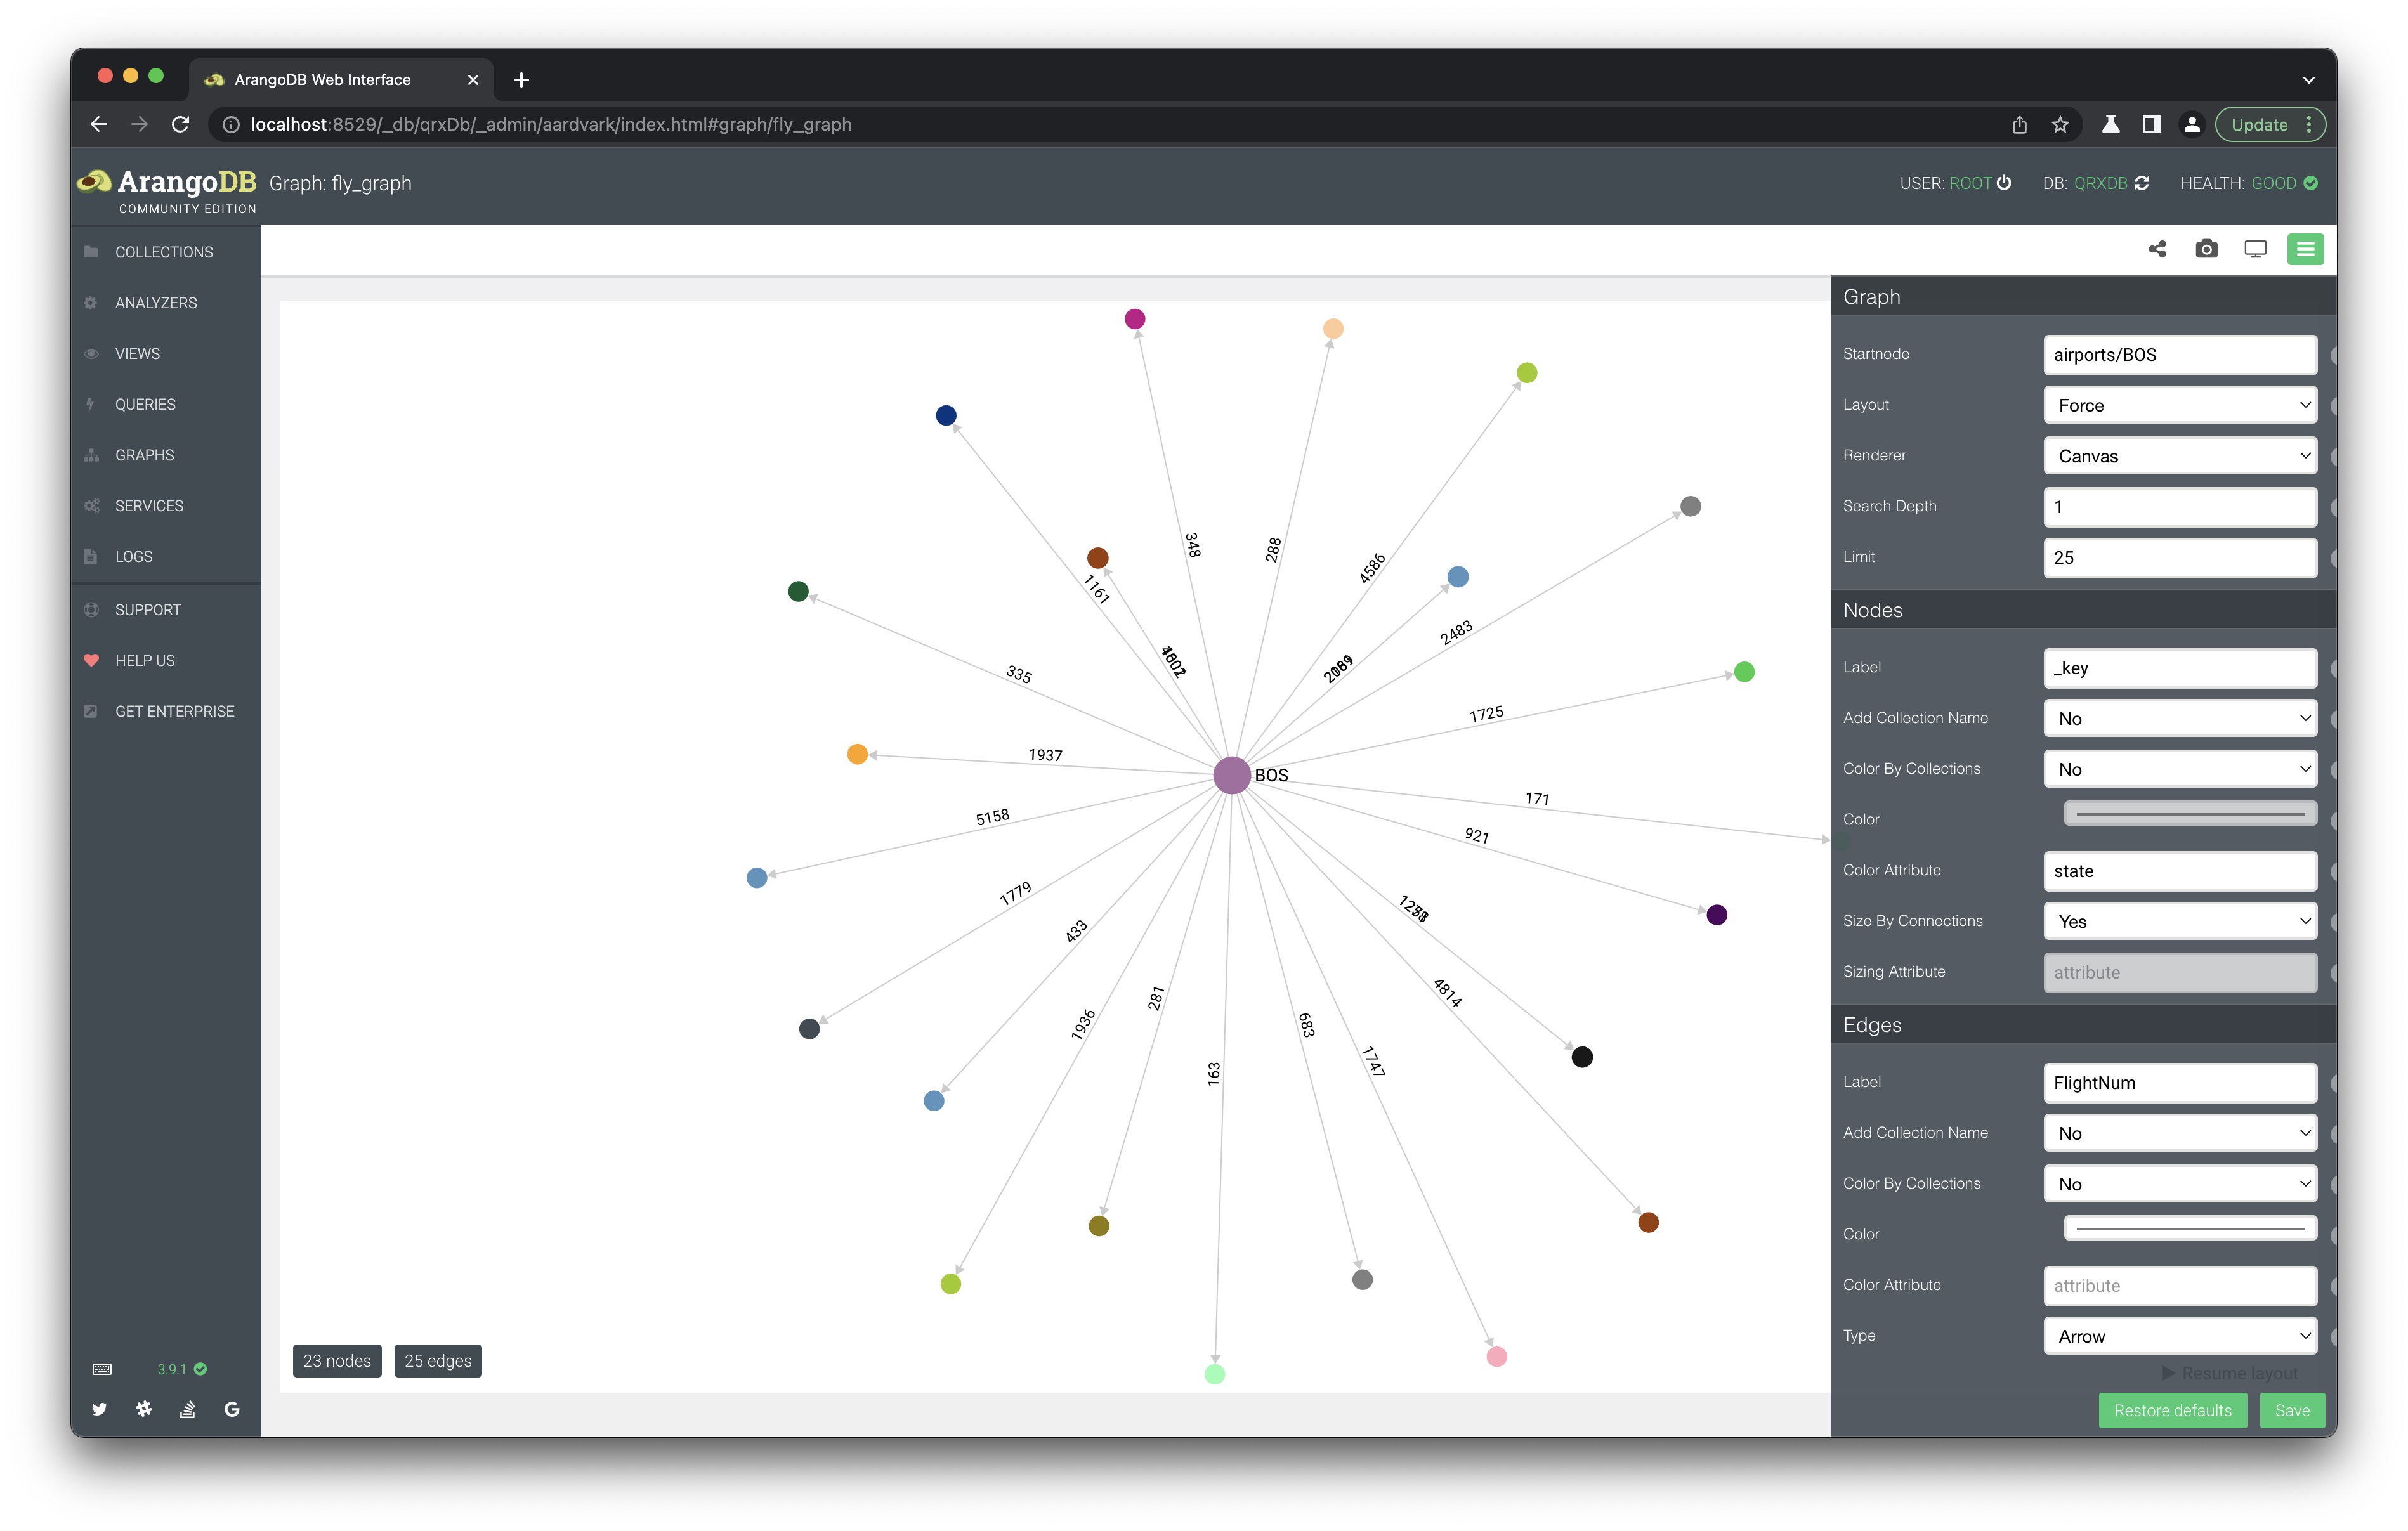 ArangoDB Web Interface
localhost:8529/_db/qrxDb/_admin/aardvark/index.html#graph/fly_graph
Update
ArangoDB
COMMUNITY EDITION
Graph: fly_graph
USER: ROOT
DB: QRXDB
HEALTH: GOOD
COLLECTIONS
ANALYZERS
VIEWS
QUERIES
GRAPHS
SERVICES
LOGS
SUPPORT
HELP US
GET ENTERPRISE
3.9.1
348
288
4586
1161
2483
335
1725
1937
BOS
171
5158
921
1779
433
4814
281
1936
683
1747
163
23 nodes
25 edges
Graph
Startnode
airports/BOS
Layout
Force
Renderer
Canvas
Search Depth
1
Limit
25
Nodes
Label
_key
Add Collection Name
No
Color By Collections
No
Color
Color Attribute
state
Size By Connections
Yes
Sizing Attribute
attribute
Edges
Label
FlightNum
Add Collection Name
No
Color By Collections
No
Color
Color Attribute
attribute
Type
Arrow
Resume layout
Restore defaults
Save